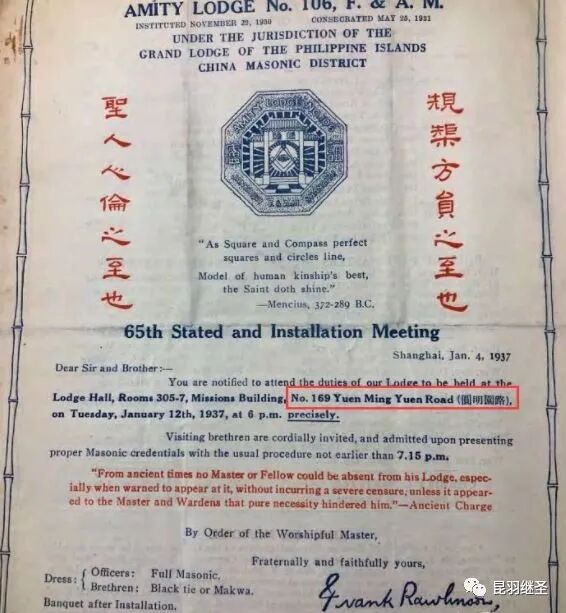 AMITY LODGE No. 106, F. & A. M.
INSTITUTED NOVEMBER 29, 1930 CONSECRATED MAY 25, 1931
UNDER THE JURISDICTION OF THE
GRAND LODGE OF THE PHILIPPINE ISLANDS
CHINA MASONIC DISTRICT
規榘方員之至也
聖人人倫之至也
AMITY LODGE
"As Square and Compass perfect
squares and circles line,
Model of human kinship's best,
the Saint doth shine."
—Mencius, 372-289 B.C.
65th Stated and Installation Meeting
Shanghai, Jan. 4, 1937
Dear Sir and Brother:—
You are notified to attend the duties of our Lodge to be held at the
Lodge Hall, Rooms 305-7, Missions Building, No. 169 Yuen Ming Yuen Road (圓明園路),
on Tuesday, January 12th, 1937, at 6 p.m. precisely.
Visiting brethren are cordially invited, and admitted upon presenting
proper Masonic credentials with the usual procedure not earlier than 7.15 p.m.
"From ancient times no Master or Fellow could be absent from his Lodge, espec-
ially when warned to appear at it, without incurring a severe censure, unless it appear-
ed to the Master and Wardens that pure necessity hindered him."—Ancient Charge
By Order of the Worshipful Master,
Fraternally and faithfully yours,
Dress: Officers: Full Masonic.
Brethren: Black tie or Makwa.
Banquet after Installation.
Frank Rawlinson,
昆羽继圣